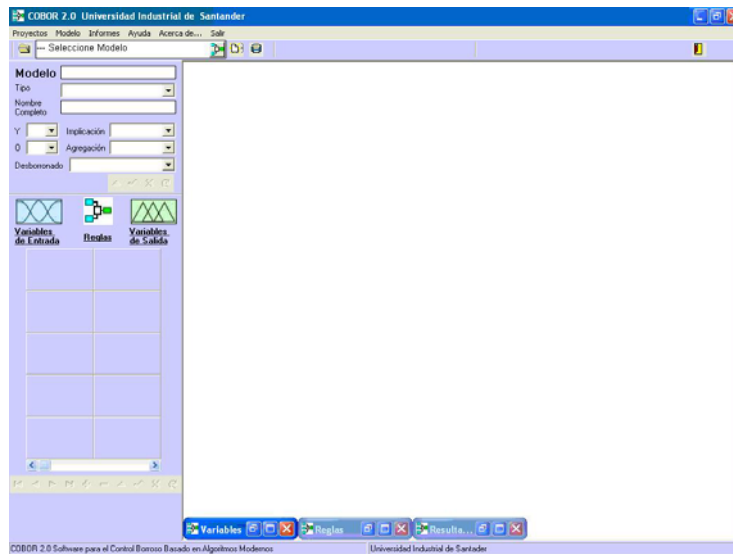 COBOR 2.0 Universidad Industrial de Santander
Proyectos Modelo Informes Ayuda Acerca de... Salir
--- Seleccione Modelo
Modelo
Tipo
Nombre
Completo
Y Implicación
O Agregación
Desborronado
Variables de Entrada
Reglas
Variables de Salida
Variables
Reglas
Resulta...
COBOR 2.0 Software para el Control Borroso Basado en Algoritmos Modernos
Universidad Industrial de Santader